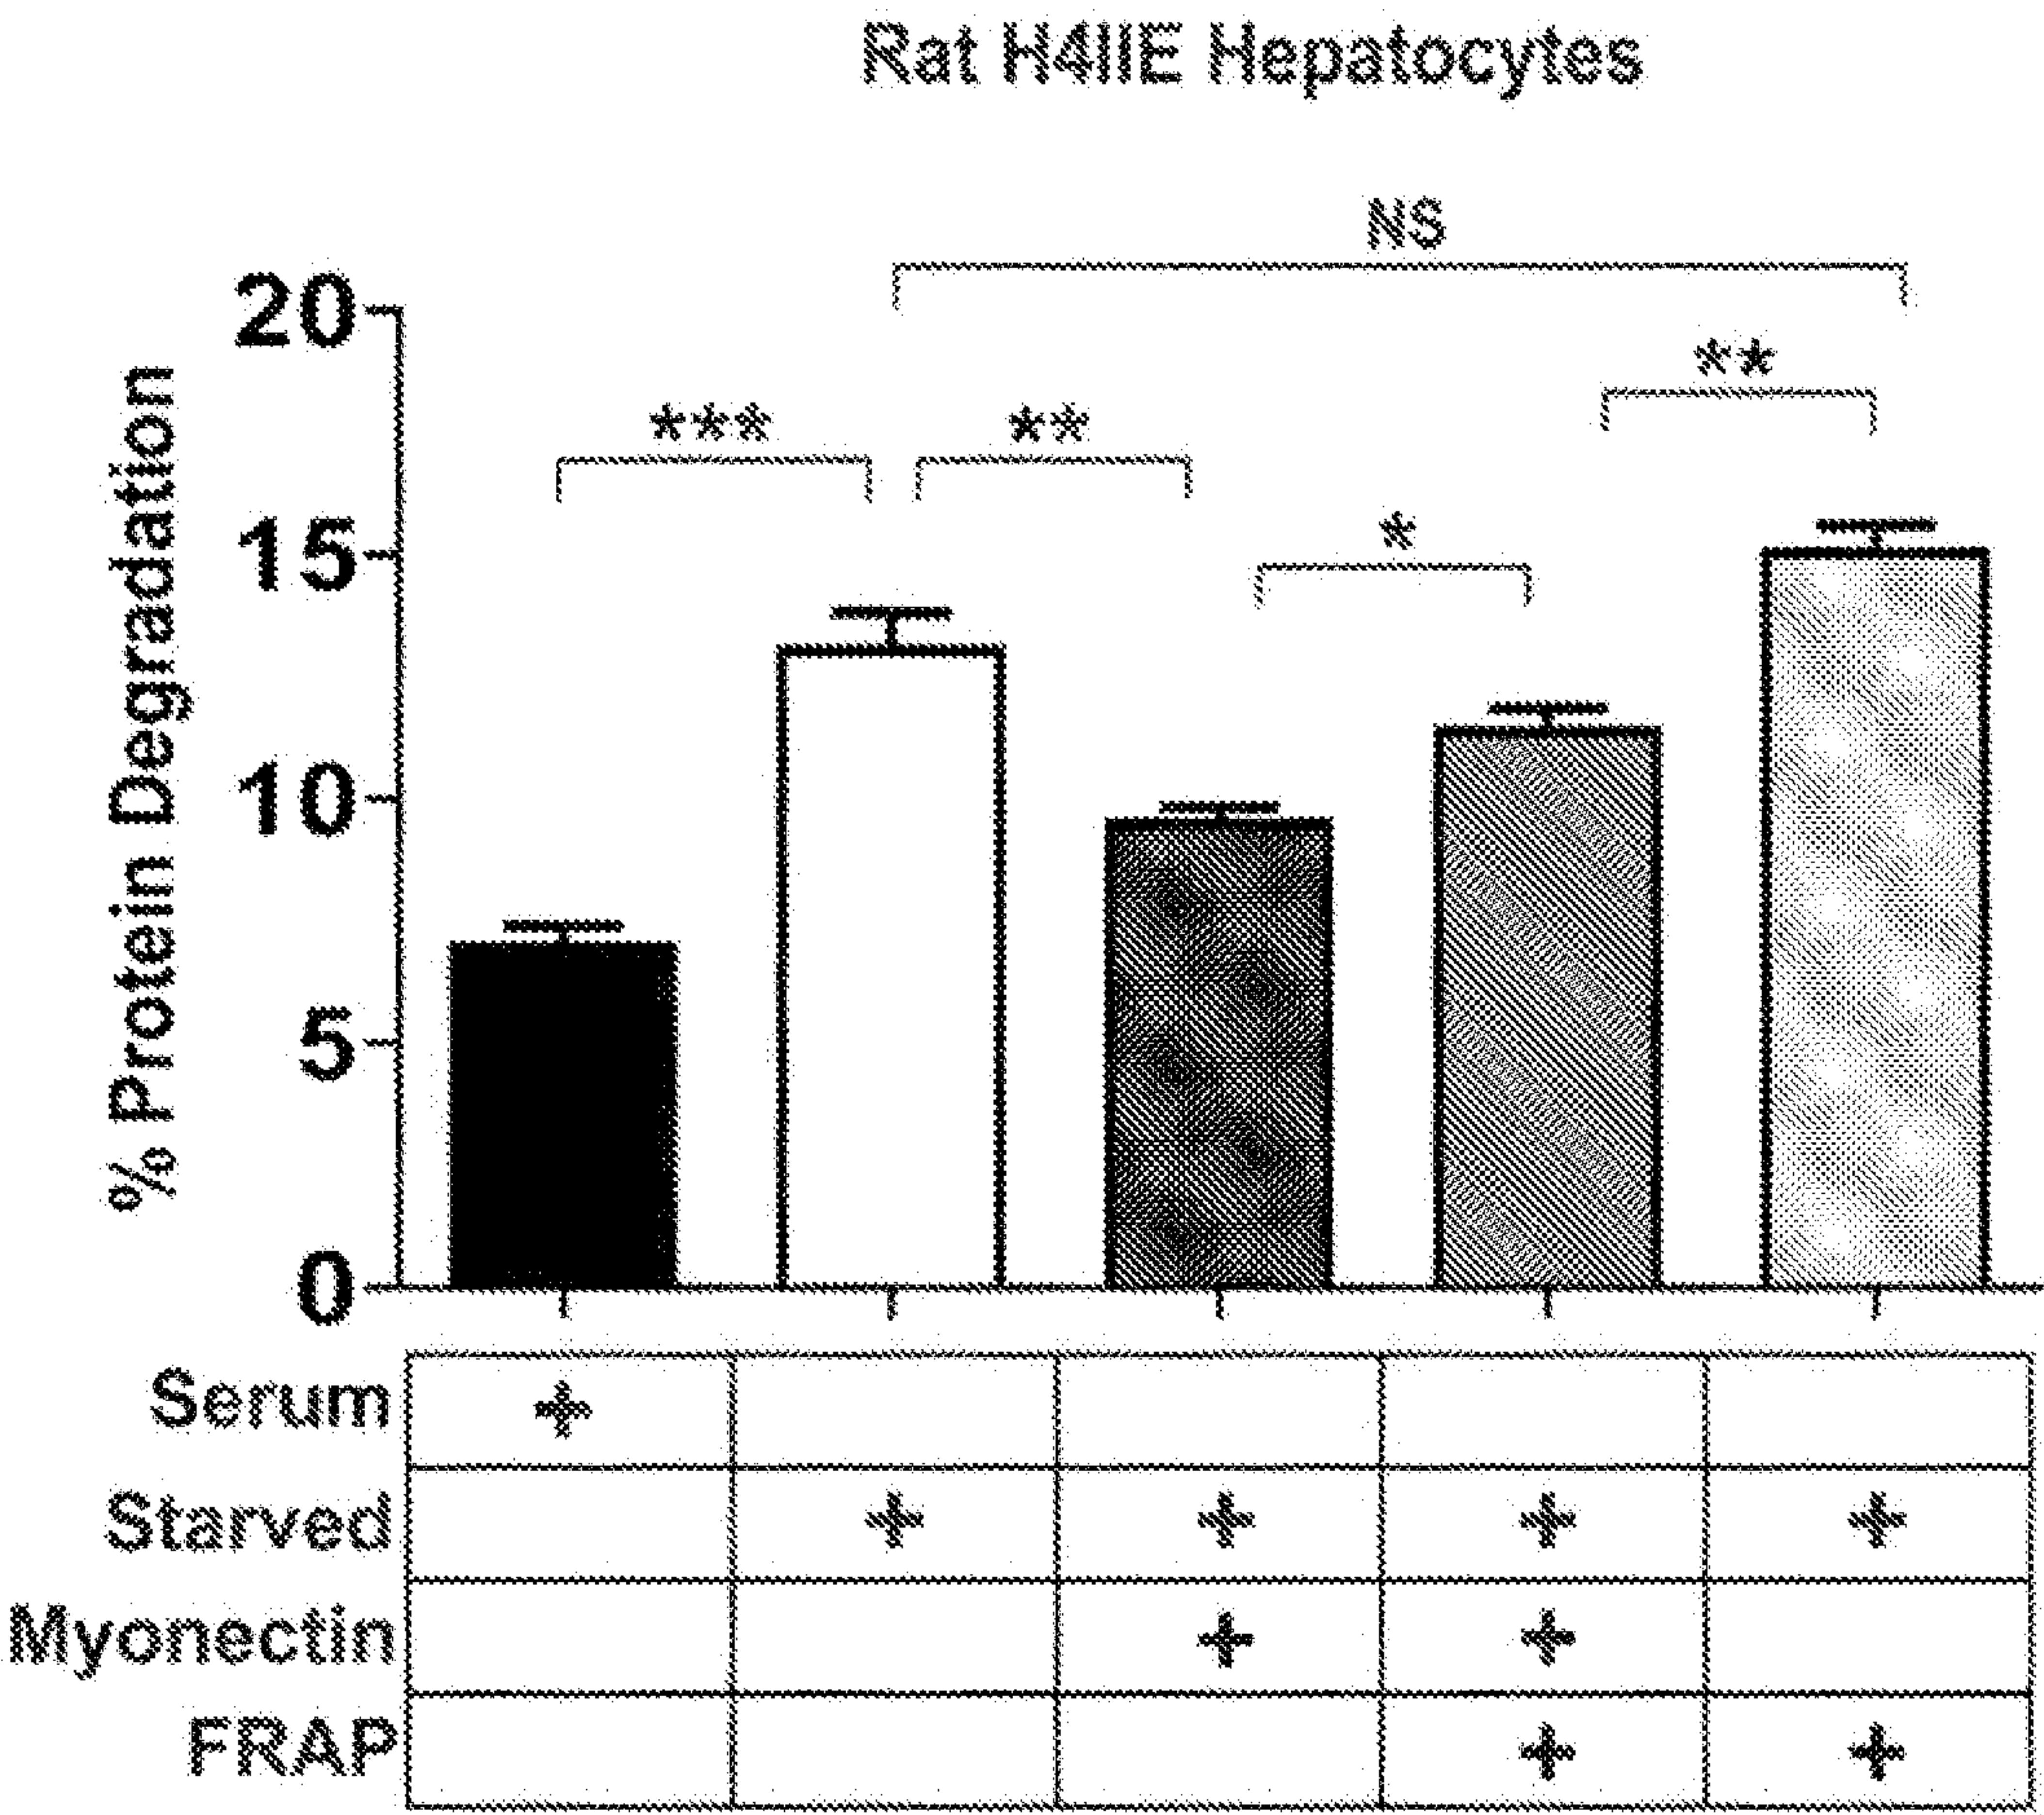 Rat H4IIE Hepatocytes
NS
20
**
*** **
*
15
10
5
0
% Protein Degradation
Serum +
Starved + + + +
Myonectin + +
FRAP + +